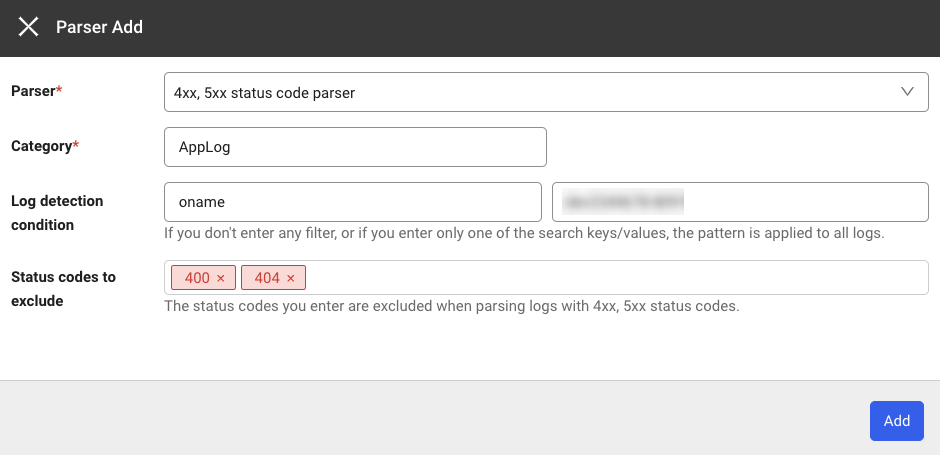 Parser Add
Parser*
4xx, 5xx status code parser
Category*
AppLog
Log detection condition
oname
If you don't enter any filter, or if you enter only one of the search keys/values, the pattern is applied to all logs.
Status codes to exclude
400 × 404 ×
The status codes you enter are excluded when parsing logs with 4xx, 5xx status codes.
Add